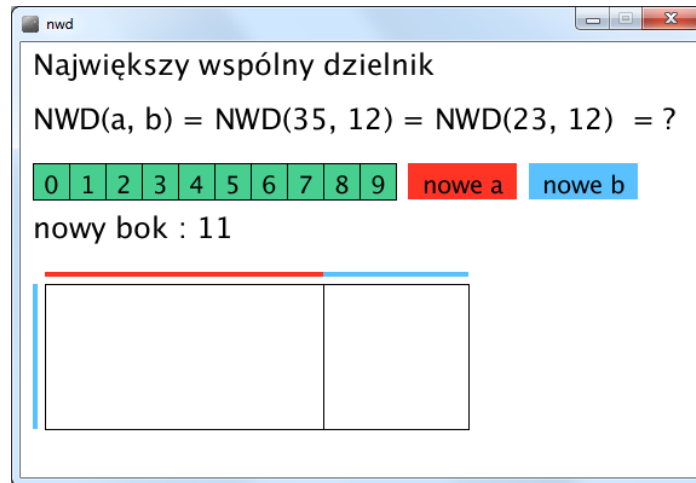 nwd
Największy wspólny dzielnik
NWD(a, b) = NWD(35, 12) = NWD(23, 12) = ?
0 1 2 3 4 5 6 7 8 9 nowe a nowe b
nowy bok : 11